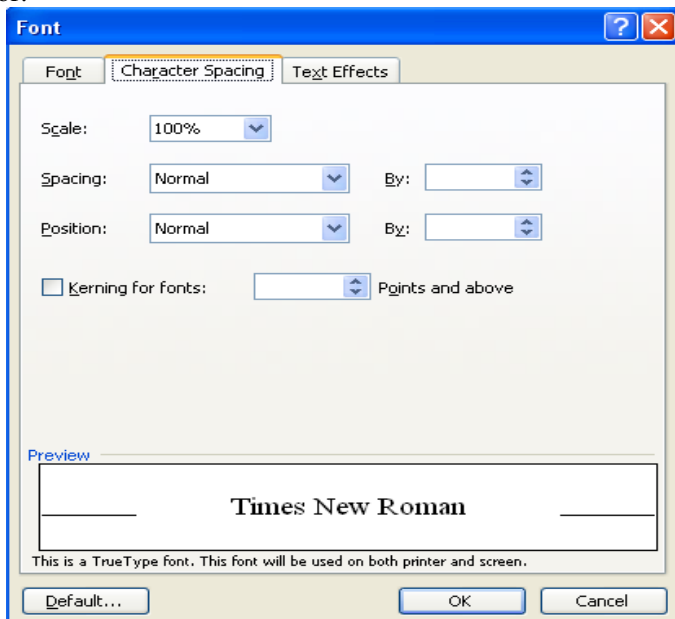 Font
Font Character Spacing Text Effects
Scale: 100%
Spacing: Normal By:
Position: Normal By:
Kerning for fonts: Points and above
Preview
Times New Roman
This is a TrueType font. This font will be used on both printer and screen.
Default... OK Cancel